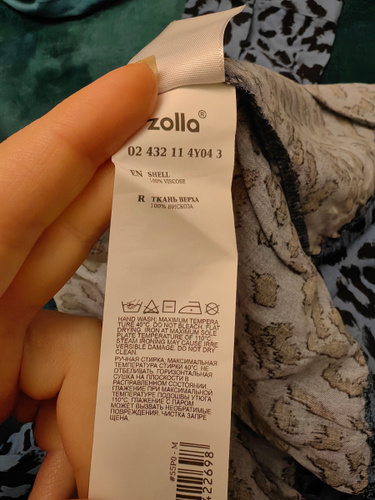 zolla®
02 432 11 4Y04 3
EN SHELL
100% VISCOSE
R ТКАНЬ ВЕРХА
100% ВИСКОЗА
HAND WASH: MAXIMUM TEMPERA
TURE 40°C. DO NOT BLEACH. FLAT
DRYING. IRON AT MAXIMUM SOLE
PLATE TEMPERATURE OF 110°C.
STEAM IRONING MAY CAUSE IRRE
VERSIBLE DAMAGE. DO NOT DRY
CLEAN.
РУЧНАЯ СТИРКА, МАКСИМАЛЬНАЯ
ТЕМПЕРАТУРА СТИРКИ 40°C. НЕ
ОТБЕЛИВАТЬ. ГОРИЗОНТАЛЬНАЯ
СУШКА НА ПЛОСКОСТИ В
РАСПРАВЛЕННОМ СОСТОЯНИИ
ГЛАЖЕНИЕ ПРИ МАКСИМАЛЬНОЙ
ТЕМПЕРАТУРЕ ПОДОШВЫ УТЮГА
110°C. ГЛАЖЕНИЕ С ПАРОМ
МОЖЕТ ВЫЗВАТЬ НЕОБРАТИМЫЕ
ПОВРЕЖДЕНИЯ. ЧИСТКА ЗАПРЕ
ЩЕНА.
#55P0 - M
422698